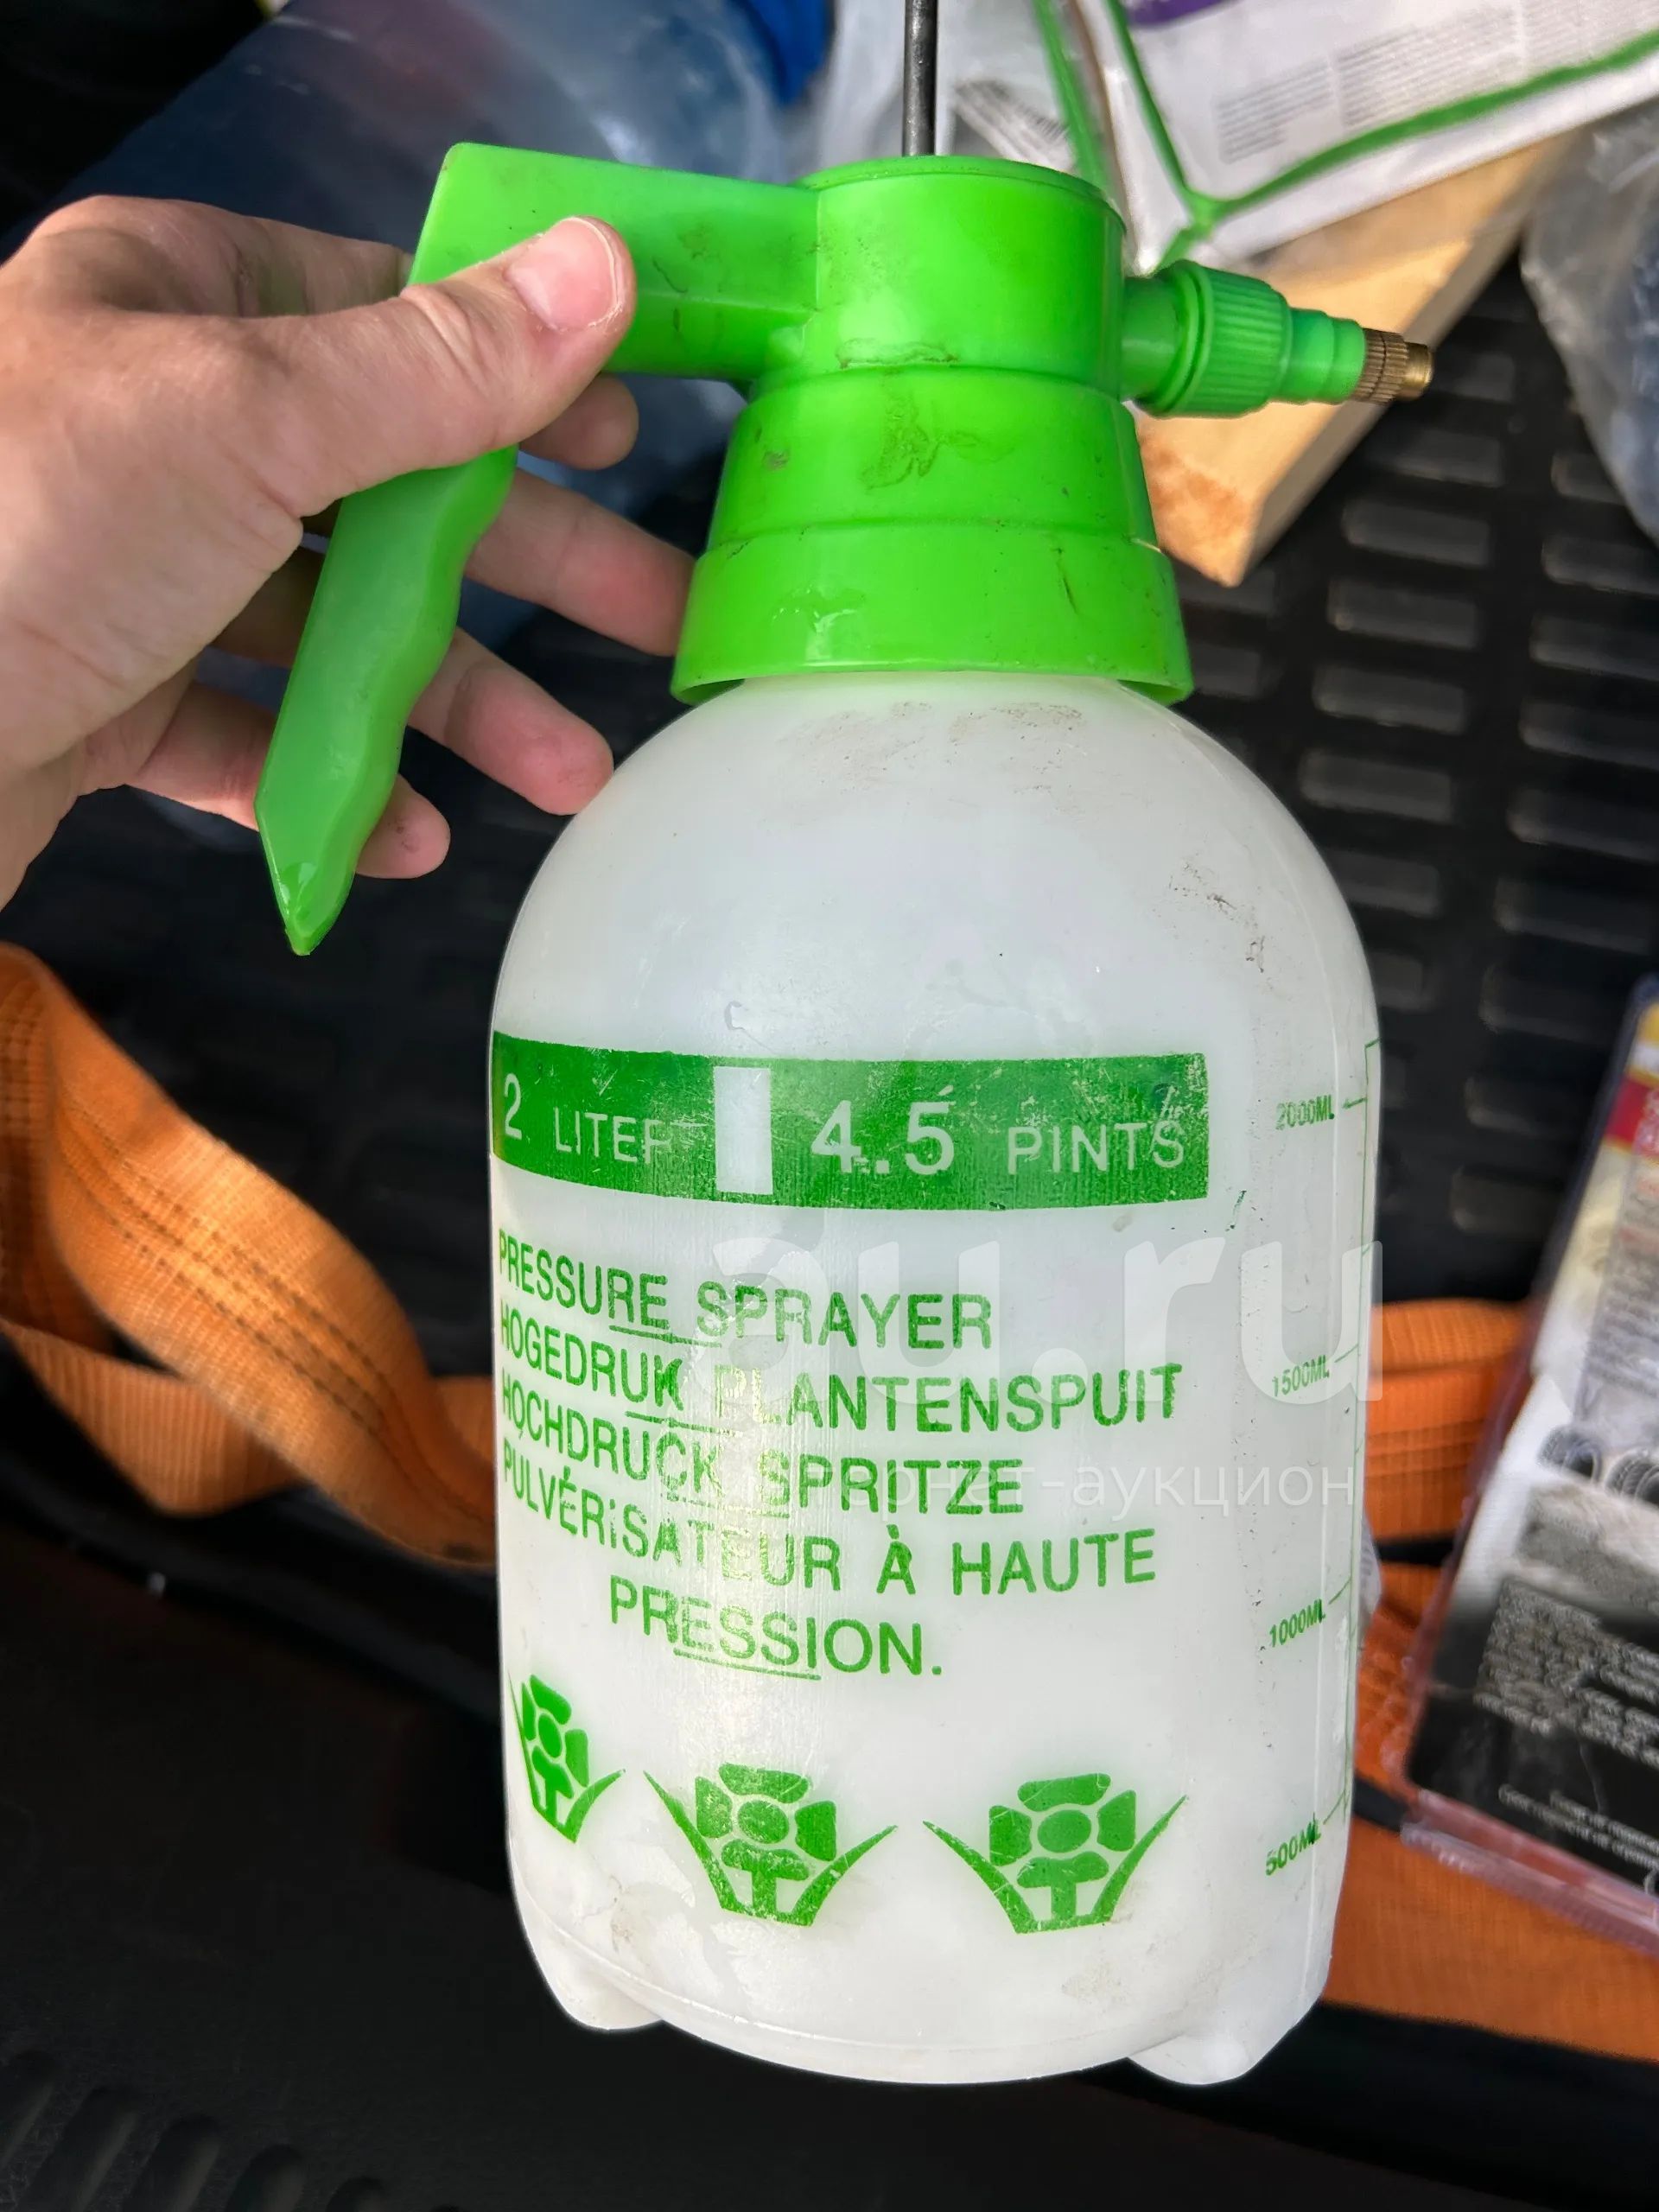 2 LITER 4.5 PINTS
2000ML
PRESSURE SPRAYER
HOGEDRUK PLANTENSPUIT
1500ML
HOCHDRUCK SPRITZE
PULVÉRISATEUR À HAUTE
PRESSION.
1000ML
500ML
au.ru
интернет-аукцион